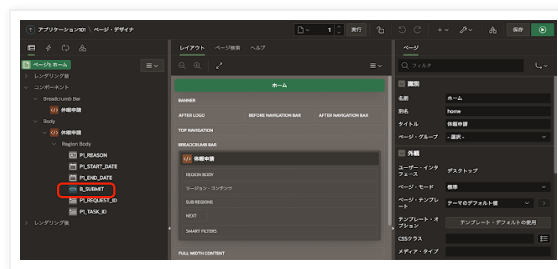 アプリケーション101 \ ページ・デザイナ
1
実行
保存
レイアウト ページ検索 ヘルプ
ページ
ページ1: ホーム
レンダリング前
コンポーネント
Breadcrumb Bar
休暇申請
Body
休暇申請
Region Body
P1_REASON
P1_START_DATE
P1_END_DATE
B_SUBMIT
P1_REQUEST_ID
P1_TASK_ID
レンダリング後
ホーム
BANNER
AFTER LOGO
BEFORE NAVIGATION BAR
AFTER NAVIGATION BAR
TOP NAVIGATION
BREADCRUMB BAR
休暇申請
REGION BODY
リージョン・コンテンツ
SUB REGIONS
NEXT
SMART FILTERS
FULL WIDTH CONTENT
フィルタ
識別
名前 ホーム
別名 home
タイトル 休暇申請
ページ・グループ - 選択 -
外観
ユーザー・インタフェース デスクトップ
ページ・モード 標準
ページ・テンプレート テーマのデフォルト値
テンプレート・オプション テンプレート・デフォルトの使用
CSSクラス
メディア・タイプ